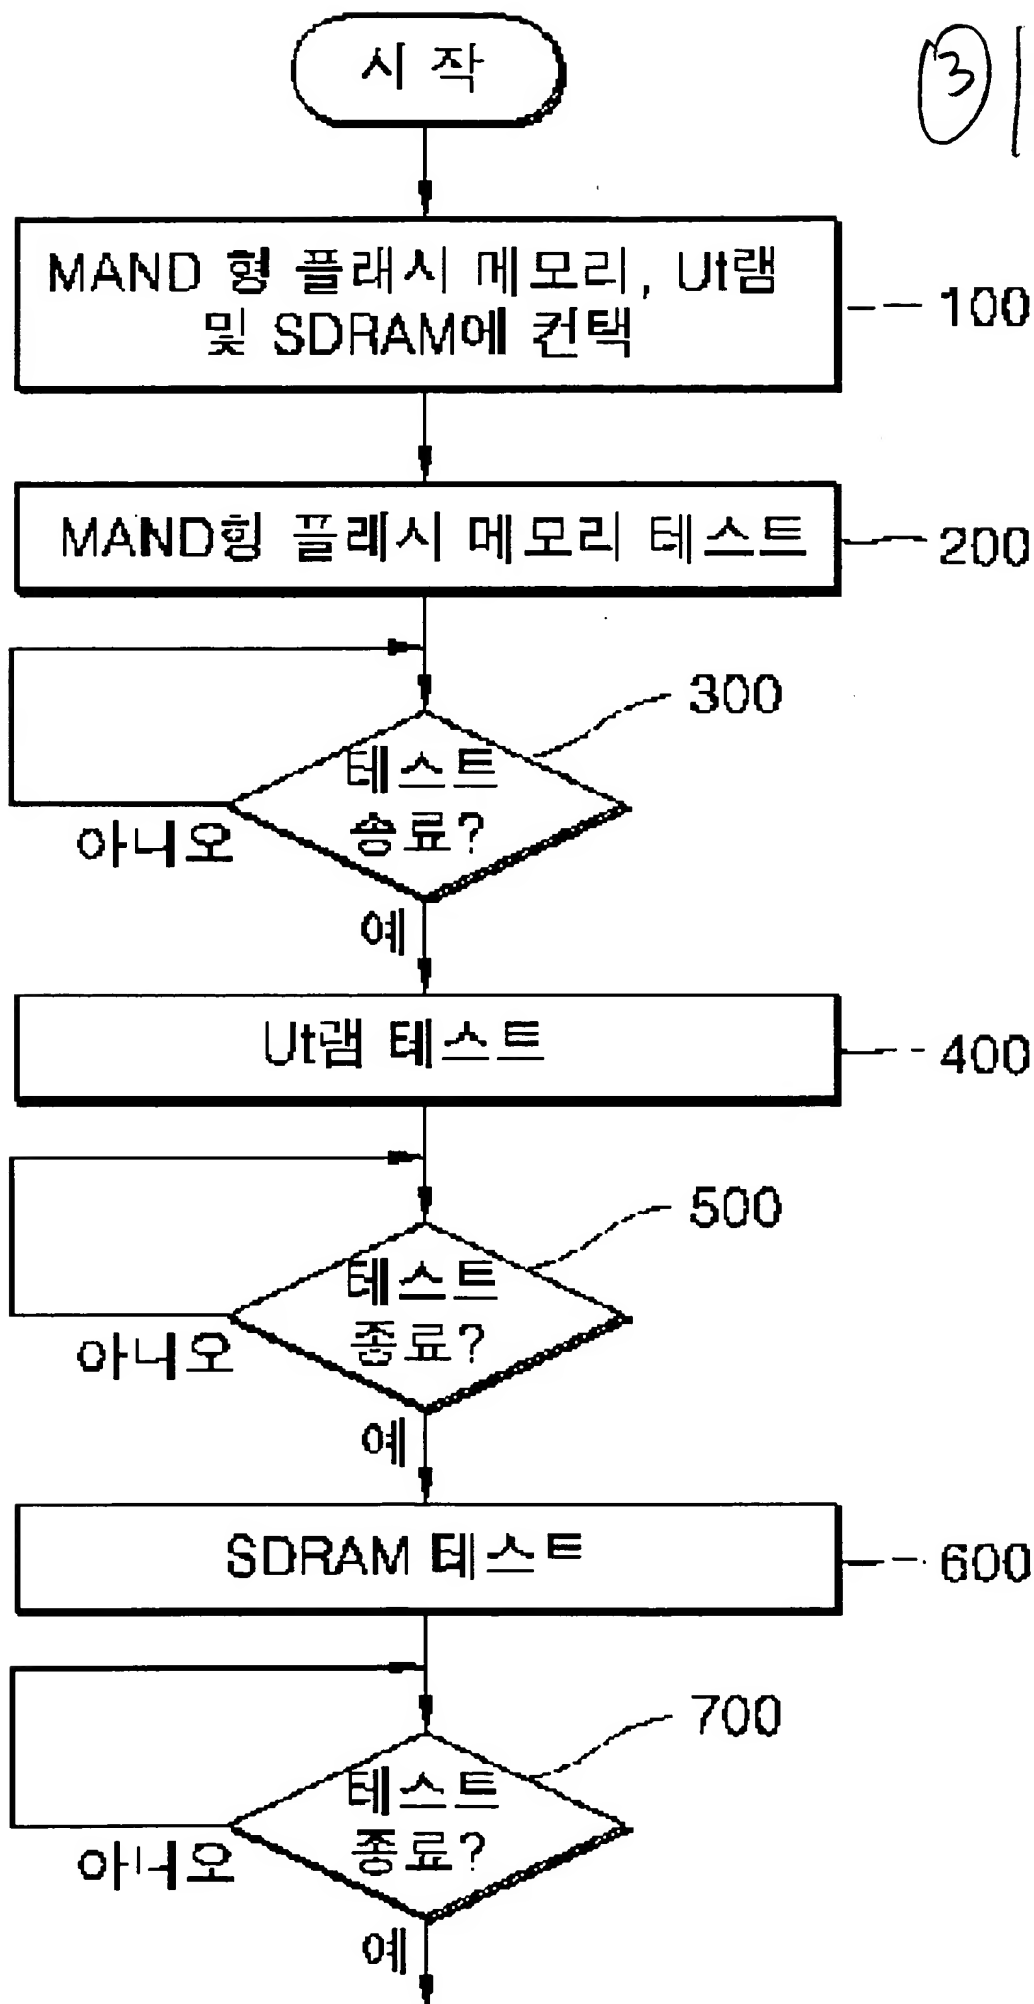 시 작
③
MAND 형 플래시 메모리, Ut램
및 SDRAM에 컨택
100
MAND형 플래시 메모리 테스트
200
300
테스트
종료?
아니오
예
Ut램 테스트
400
500
테스트
종료?
아니오
예
SDRAM 테스트
600
700
테스트
종료?
아니오
예